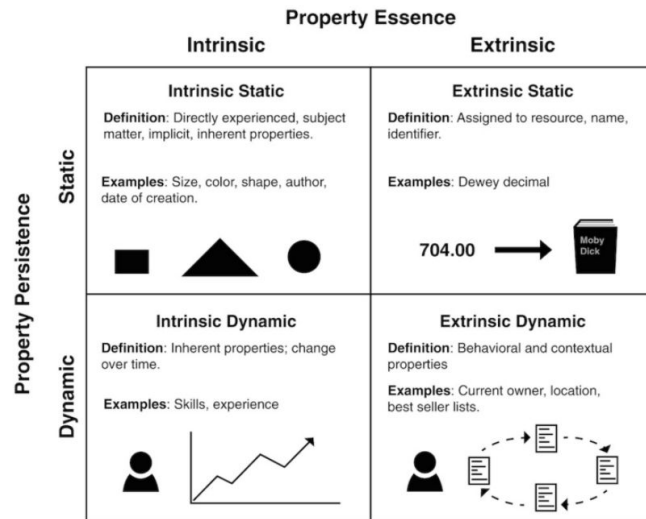 Property Essence
Intrinsic
Extrinsic
Property Persistence
Static
Intrinsic Static
Definition: Directly experienced, subject
matter, implicit, inherent properties.
Examples: Size, color, shape, author,
date of creation.
Extrinsic Static
Definition: Assigned to resource, name,
identifier.
Examples: Dewey decimal
704.00
Moby
Dick
Dynamic
Intrinsic Dynamic
Definition: Inherent properties; change
over time.
Examples: Skills, experience
Extrinsic Dynamic
Definition: Behavioral and contextual
properties
Examples: Current owner, location,
best seller lists.